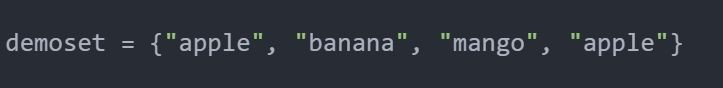 demoset = {"apple", "banana", "mango", "apple"}